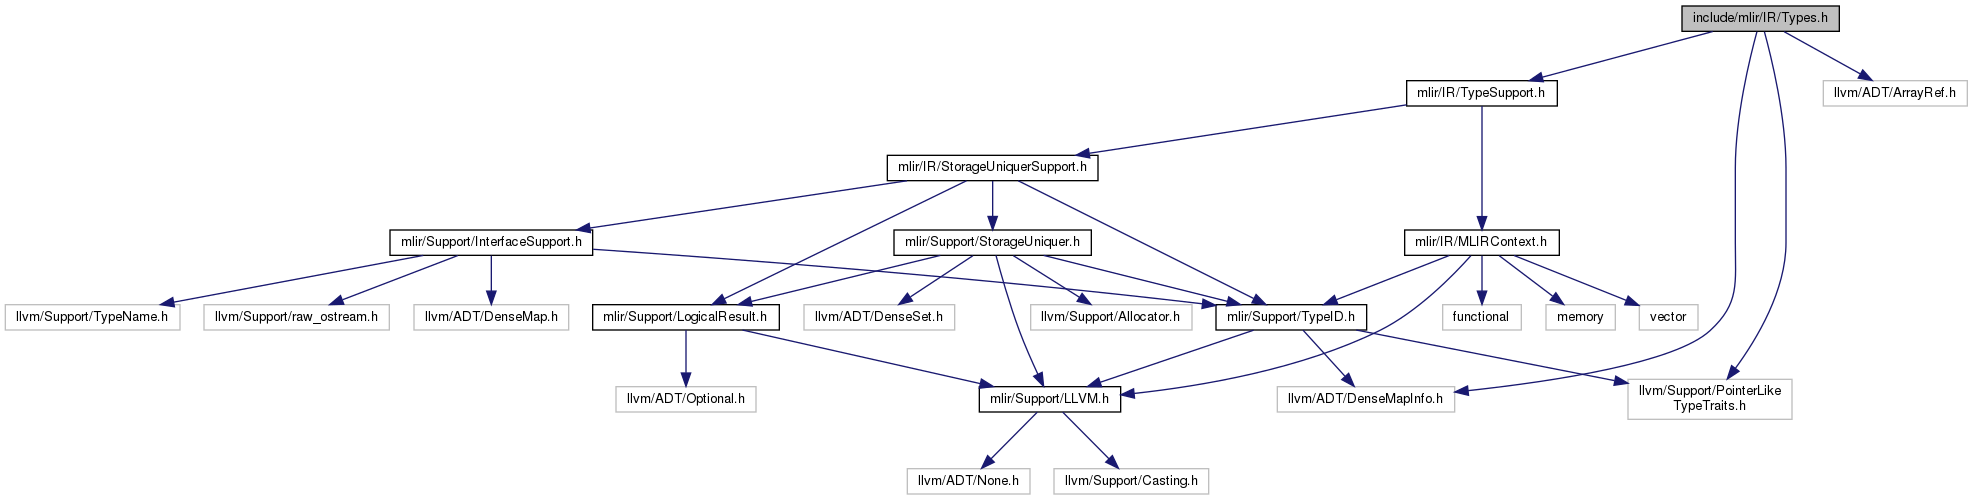 include/mlir/IR/Types.h
mlir/IR/TypeSupport.h
llvm/ADT/ArrayRef.h
mlir/IR/StorageUniquerSupport.h
mlir/Support/InterfaceSupport.h
mlir/Support/StorageUniquer.h
mlir/IR/MLIRContext.h
llvm/Support/TypeName.h
llvm/Support/raw_ostream.h
llvm/ADT/DenseMap.h
mlir/Support/LogicalResult.h
llvm/ADT/DenseSet.h
llvm/Support/Allocator.h
mlir/Support/TypeID.h
functional
memory
vector
llvm/ADT/Optional.h
mlir/Support/LLVM.h
llvm/ADT/DenseMapInfo.h
llvm/Support/PointerLike
TypeTraits.h
llvm/ADT/None.h
llvm/Support/Casting.h